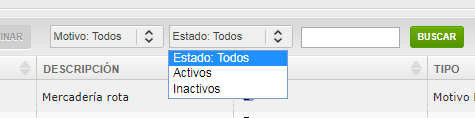 INAR
Motivo: Todos
Estado: Todos
BUSCAR
Estado: Todos
Activos
Inactivos
DESCRIPCIÓN
TIPO
Mercadería rota
Motivo I